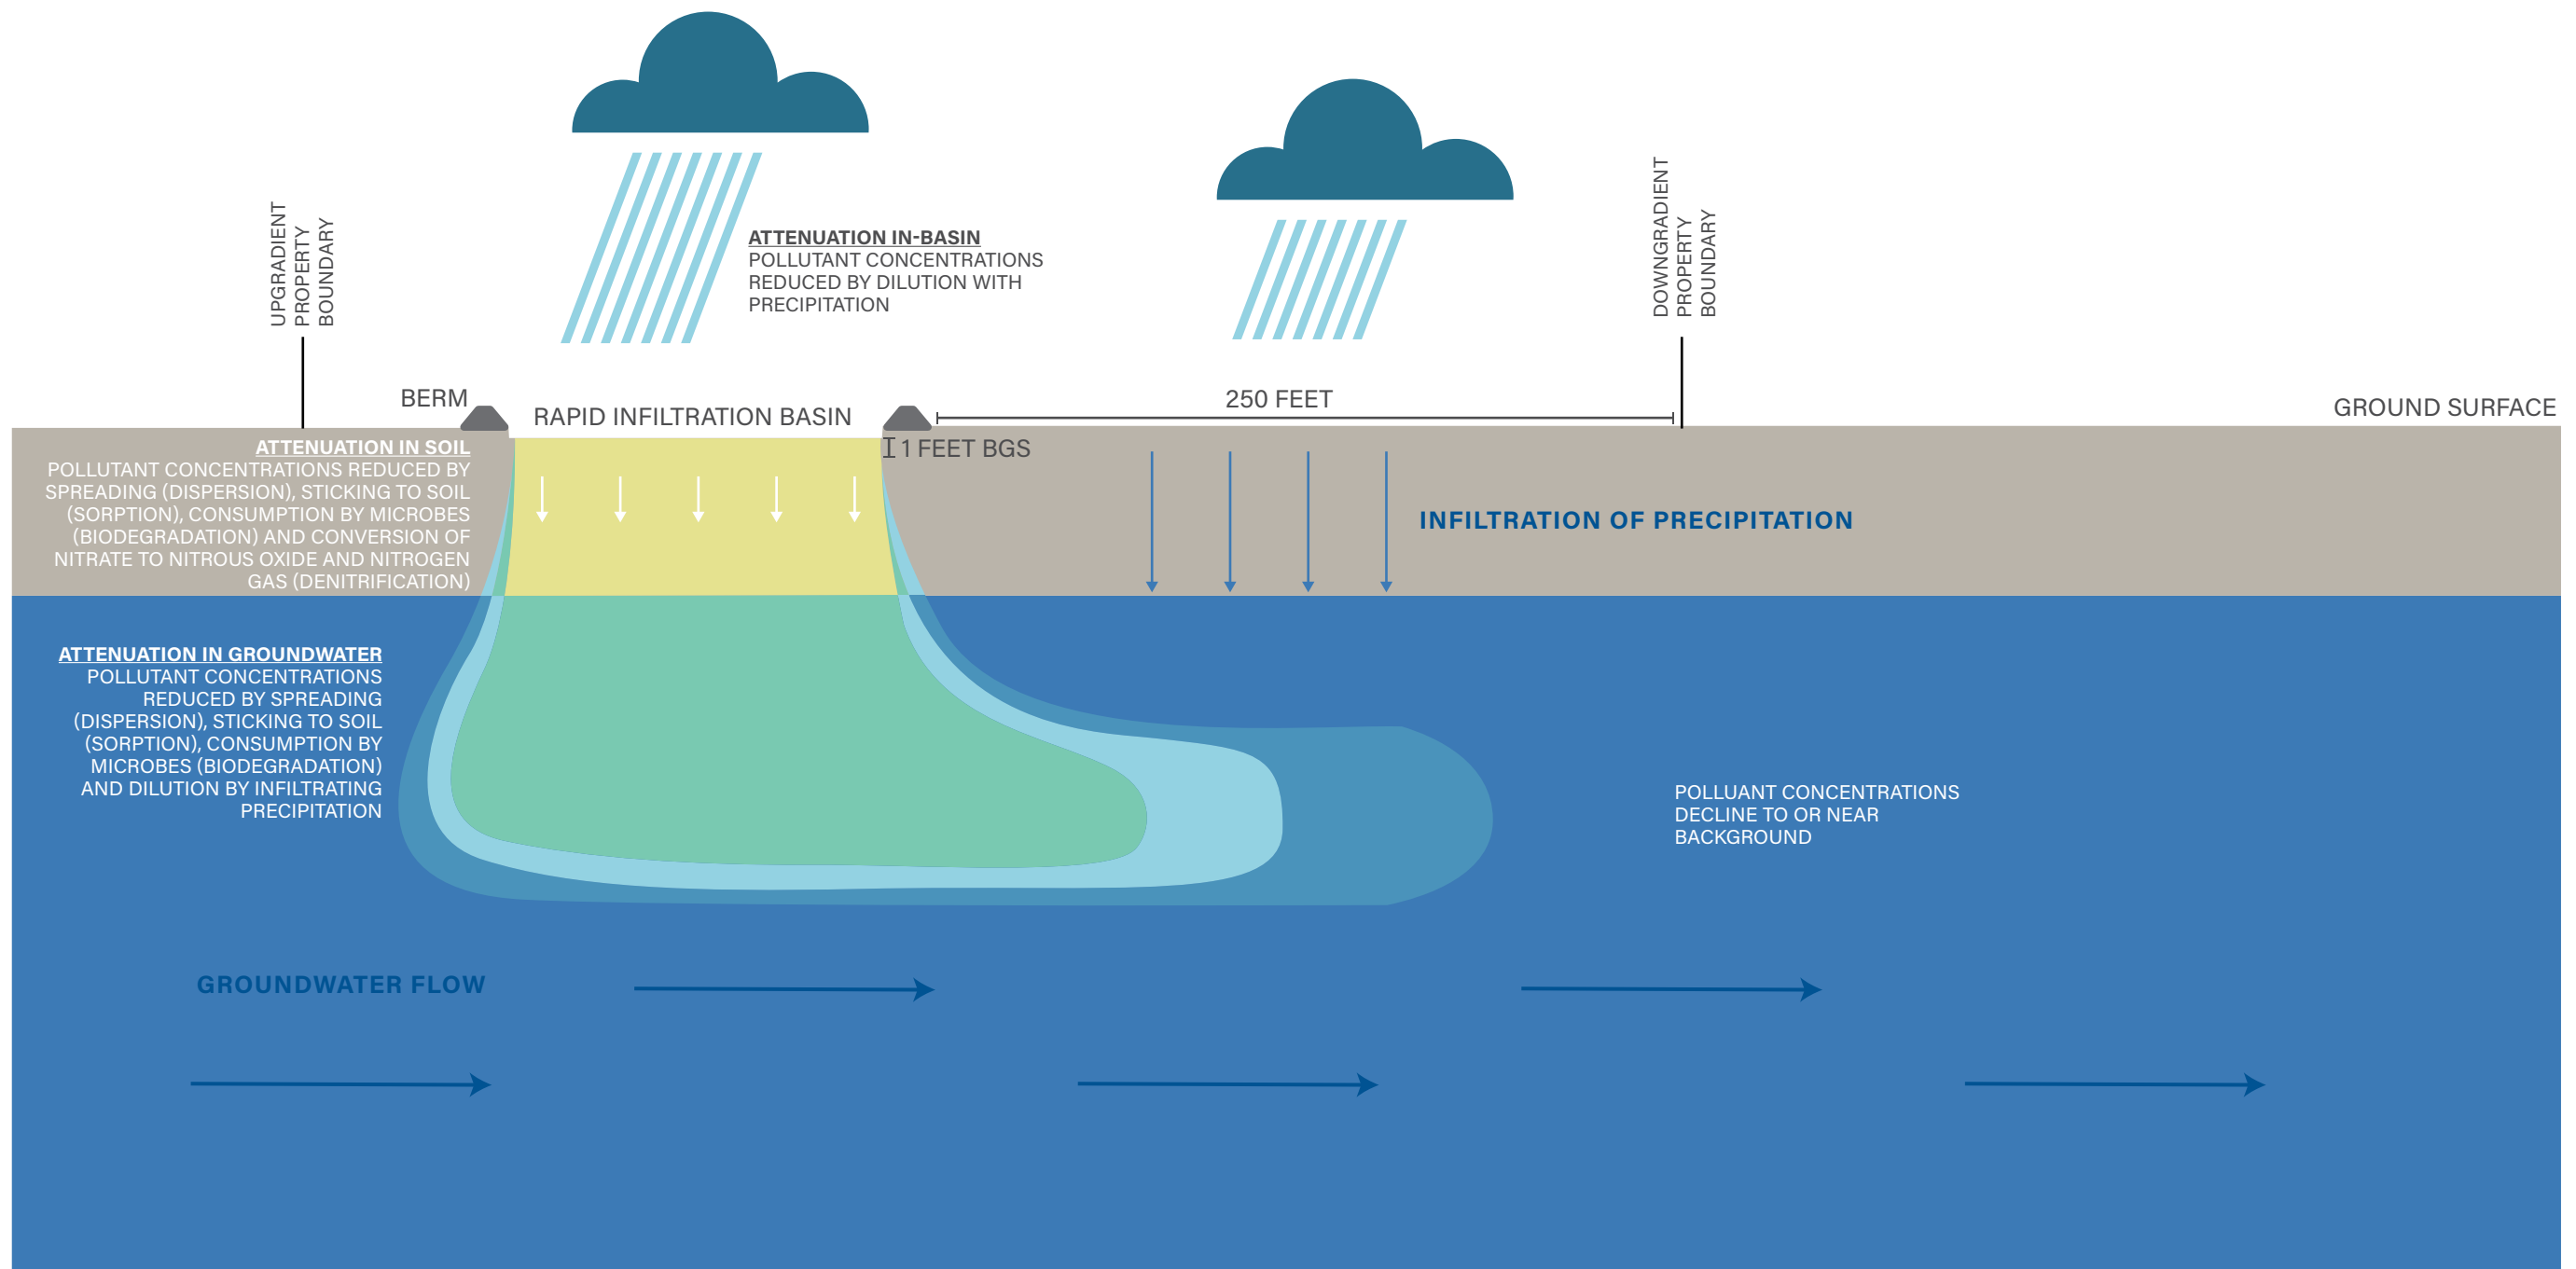 UPGRADIENT
PROPERTY
BOUNDARY
ATTENUATION IN-BASIN
POLLUTANT CONCENTRATIONS
REDUCED BY DILUTION WITH
PRECIPITATION
DOWNGRADIENT
PROPERTY
BOUNDARY
BERM
RAPID INFILTRATION BASIN
250 FEET
GROUND SURFACE
1 FEET BGS
ATTENUATION IN SOIL
POLLUTANT CONCENTRATIONS REDUCED BY
SPREADING (DISPERSION), STICKING TO SOIL
(SORPTION), CONSUMPTION BY MICROBES
(BIODEGRADATION) AND CONVERSION OF
NITRATE TO NITROUS OXIDE AND NITROGEN
GAS (DENITRIFICATION)
INFILTRATION OF PRECIPITATION
ATTENUATION IN GROUNDWATER
POLLUTANT CONCENTRATIONS
REDUCED BY SPREADING
(DISPERSION), STICKING TO SOIL
(SORPTION), CONSUMPTION BY
MICROBES (BIODEGRADATION)
AND DILUTION BY INFILTRATING
PRECIPITATION
POLLUANT CONCENTRATIONS
DECLINE TO OR NEAR
BACKGROUND
GROUNDWATER FLOW